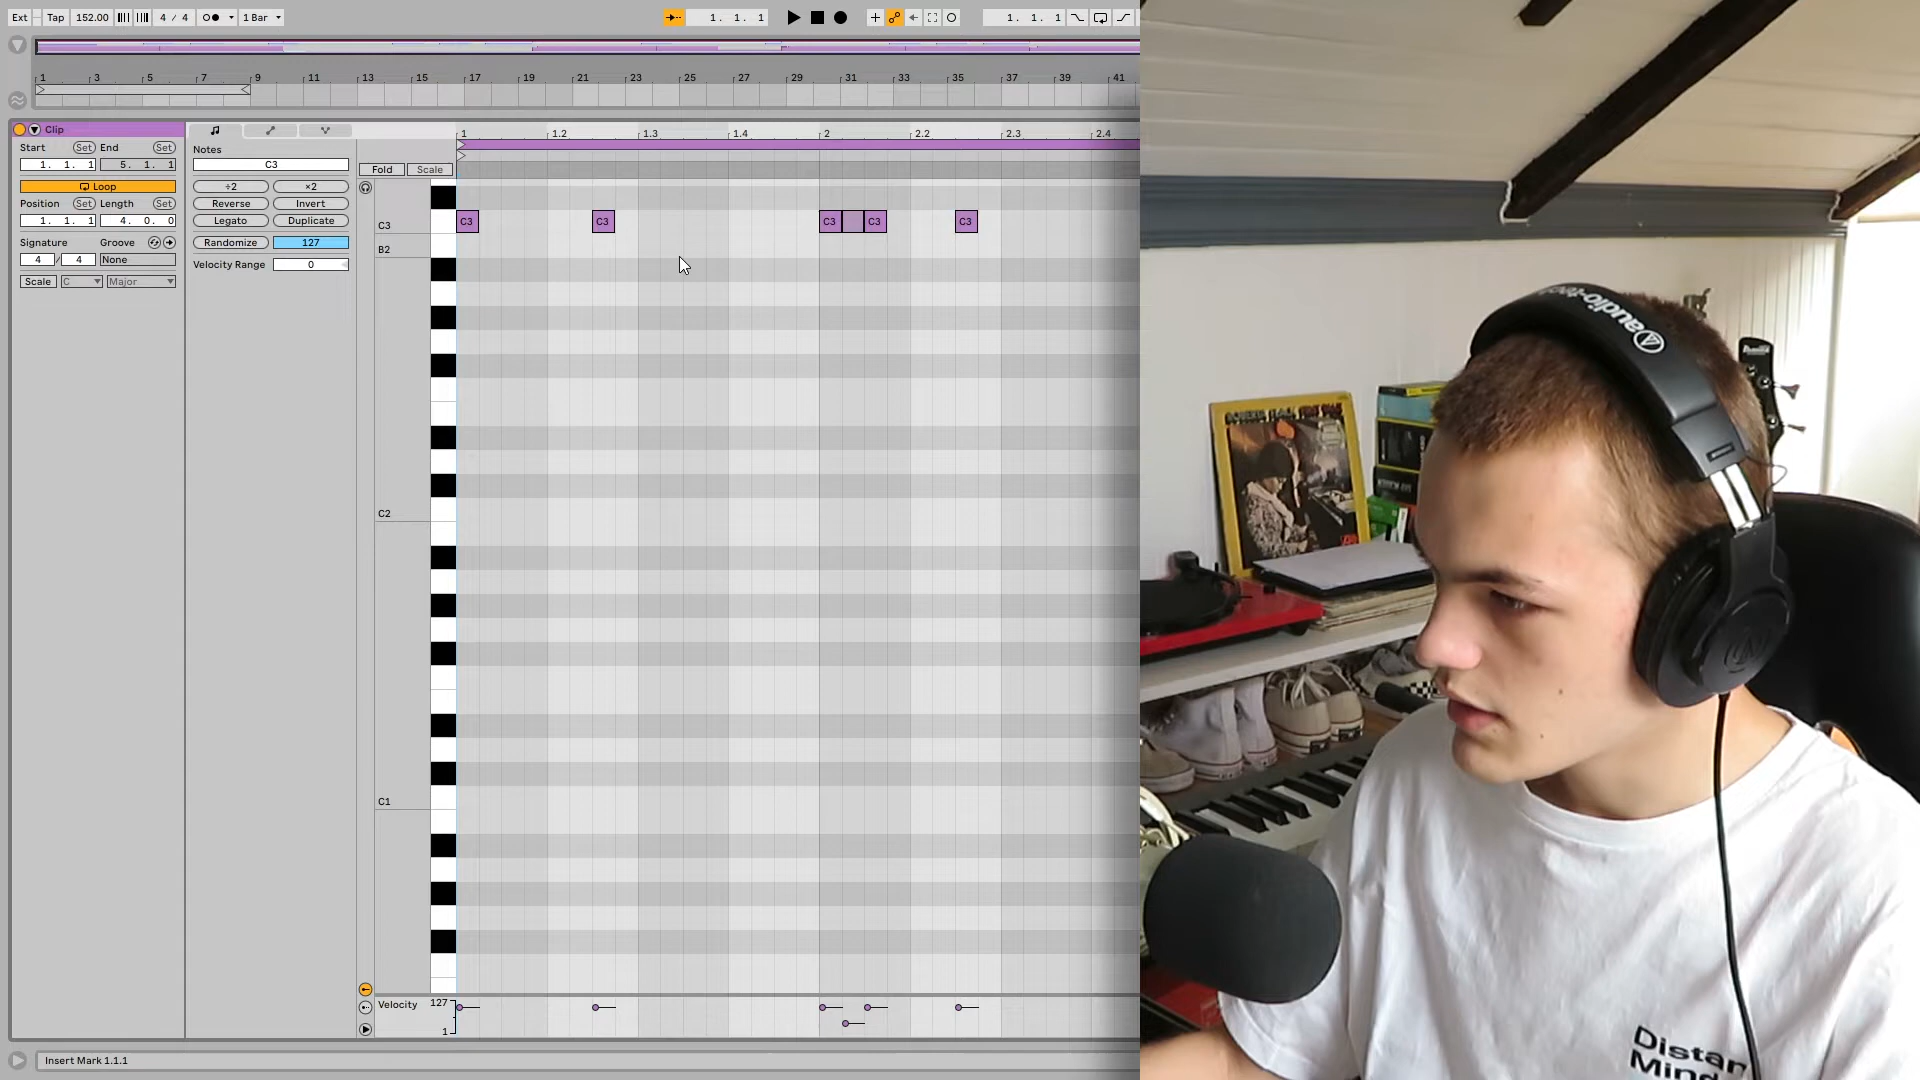 Ext Tap 152.00 4 / 4 1 Bar 1. 1. 1 1. 1. 1
1 3 5 7 9 11 13 15 17 19 21 23 25 27 29 31 33 35 37 39 41
Clip
Start Set End Set
1. 1. 1 5. 1. 1
Loop
Position Set Length Set
1. 1. 1 4. 0. 0
Signature Groove
4 / 4 None
Scale C Major
Notes
C3
÷2 ×2
Reverse Invert
Legato Duplicate
Randomize 127
Velocity Range 0
1 1.2 1.3 1.4 2 2.2 2.3 2.4
Fold Scale
C3 C3 C3 C3 C3
C3
B2
C2
C1
Velocity 127
1
Insert Mark 1.1.1
audio-tech
Distan
Mind